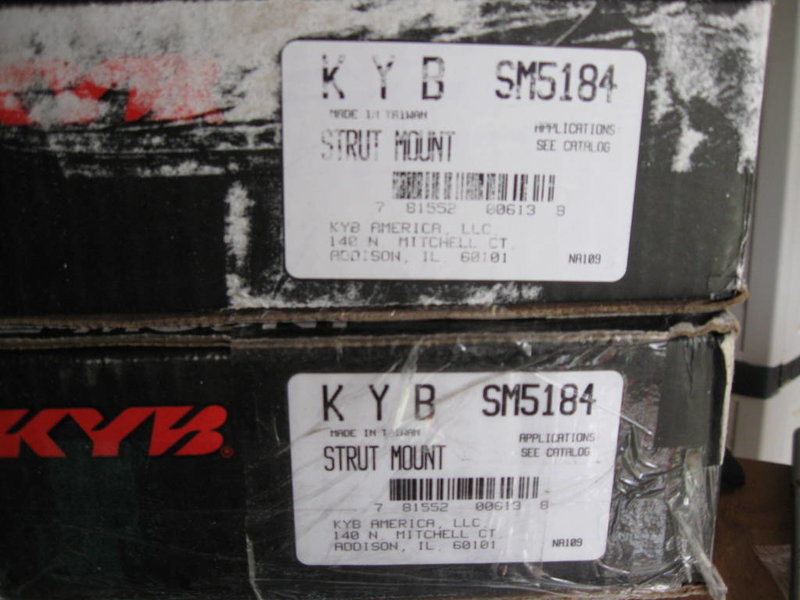 KYB SM5184
MADE IN TAIWAN
APPLICATIONS
STRUT MOUNT
SEE CATALOG
7 81552 00613 8
KYB AMERICA, LLC
140 N. MITCHELL CT.
ADDISON, IL 60101
NA109
KYB SM5184
MADE IN TAIWAN
APPLICATIONS
STRUT MOUNT
SEE CATALOG
7 81552 00613 8
KYB AMERICA, LLC
140 N. MITCHELL CT.
ADDISON, IL 60101
NA109
KYB®